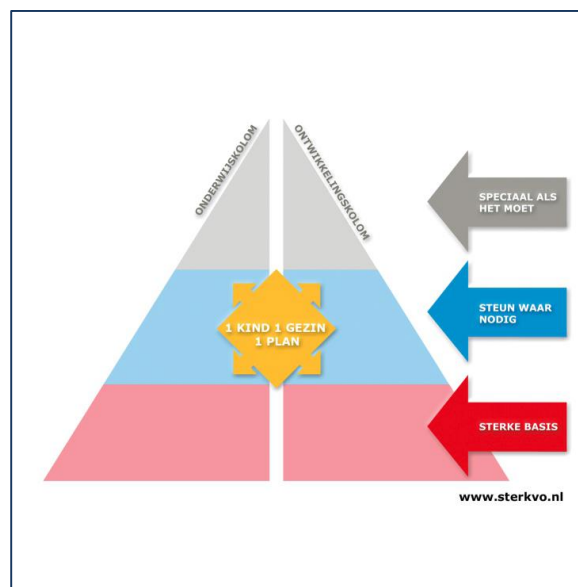 ONDERWIJSKOLOM
ONTWIKKELINGSKOLOM
SPECIAAL ALS
HET MOET
1 KIND 1 GEZIN
1 PLAN
STEUN WAAR
NODIG
STERKE BASIS
www.sterkvo.nl